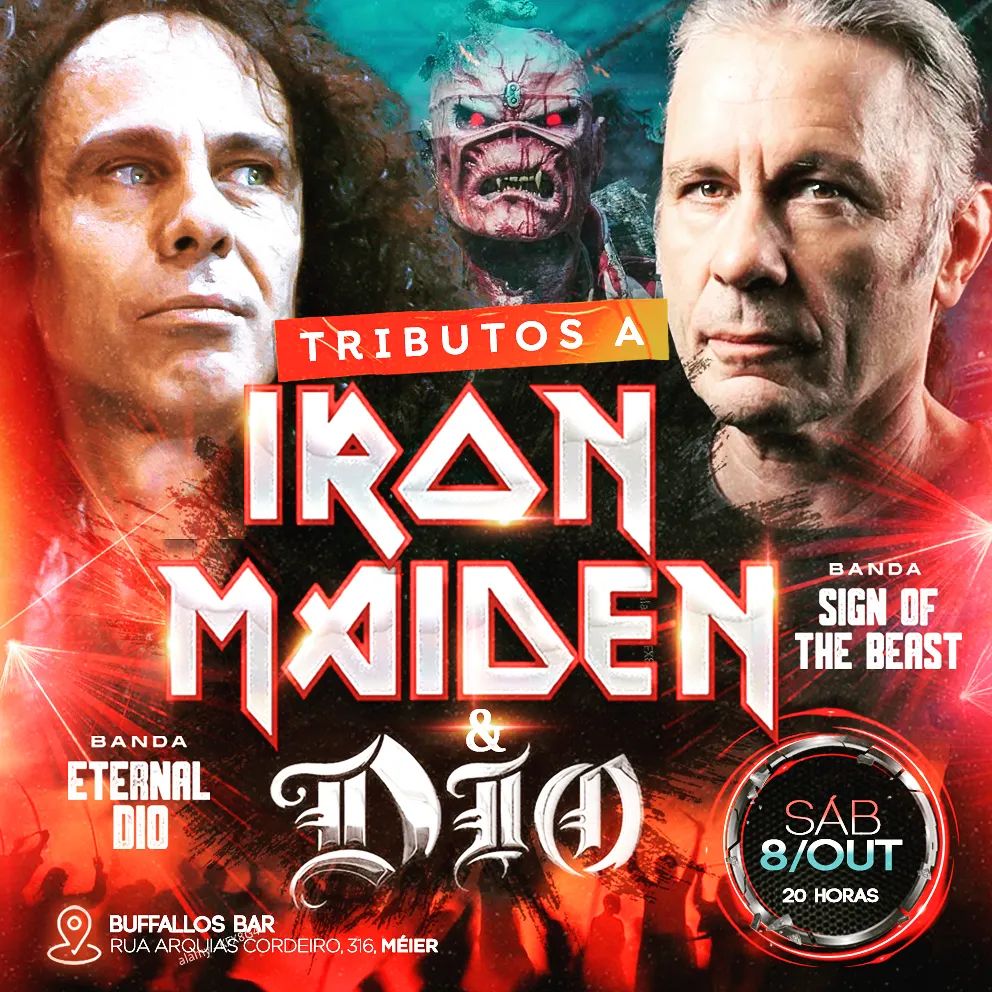 TRIBUTOS A
IRON
MAIDEN
&
DIO
BANDA
SIGN OF
THE BEAST
BANDA
ETERNAL
DIO
SÁB
8/OUT
20 HORAS
BUFFALLOS BAR
RUA ARQUIAS CORDEIRO, 316, MÉIER